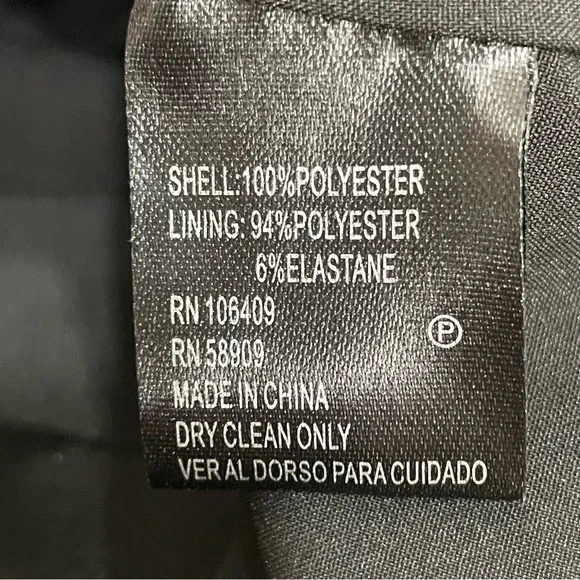 SHELL:100%POLYESTER
LINING: 94%POLYESTER
6%ELASTANE
RN 106409
RN 58909
P
MADE IN CHINA
DRY CLEAN ONLY
VER AL DORSO PARA CUIDADO